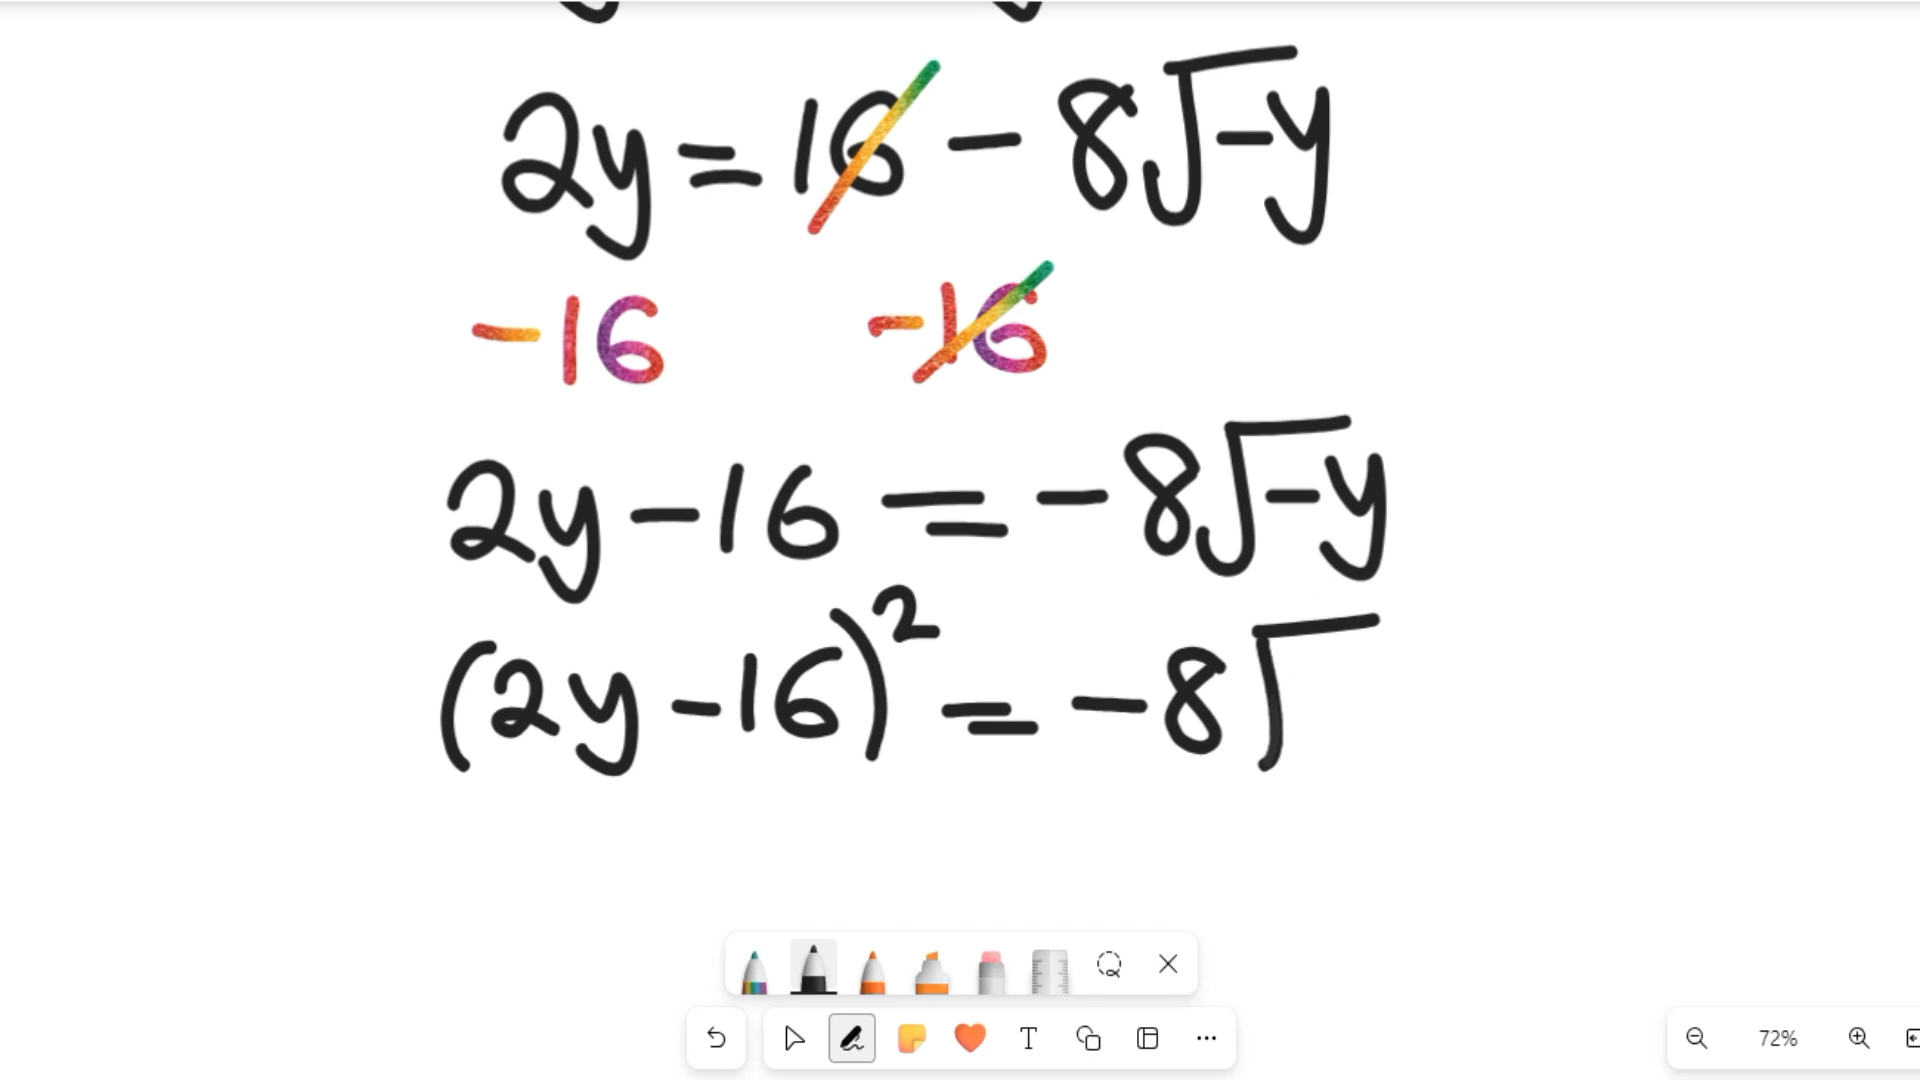 2y = 16 - 8√-y
-16 -16
2y - 16 = -8√-y
(2y - 16)² = -8√
T
72%